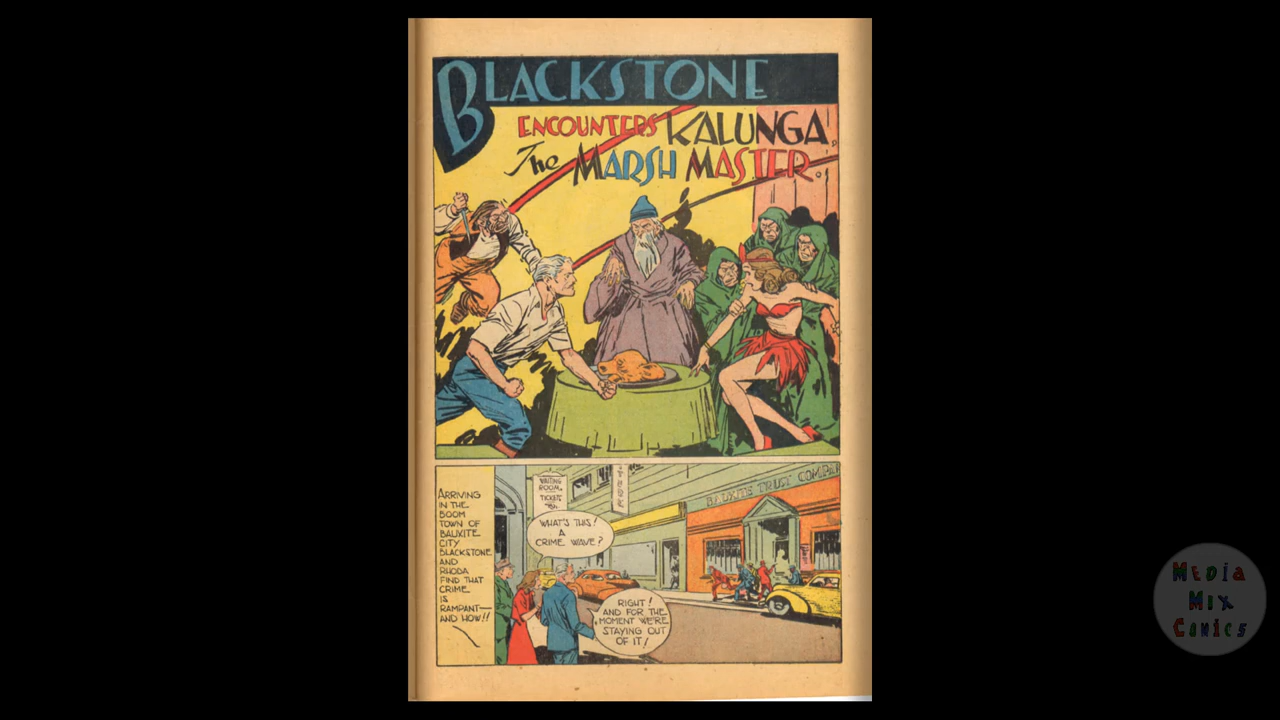 BLACKSTONE
ENCOUNTERS KALUNGA
The MARSH MASTER.
ARRIVING
IN THE
BOOM
TOWN OF
BAUXITE
CITY
BLACKSTONE
AND
RHODA
FIND THAT
CRIME
IS
RAMPANT—
AND HOW!!
WAITING
ROOM,
TICKETS
STORE
WHAT'S THIS!
A
CRIME WAVE?
BAUXITE TRUST COMPA
RIGHT!
AND FOR THE
MOMENT WE'RE
STAYING OUT
OF IT!
MEDIA
MIX
COMICS